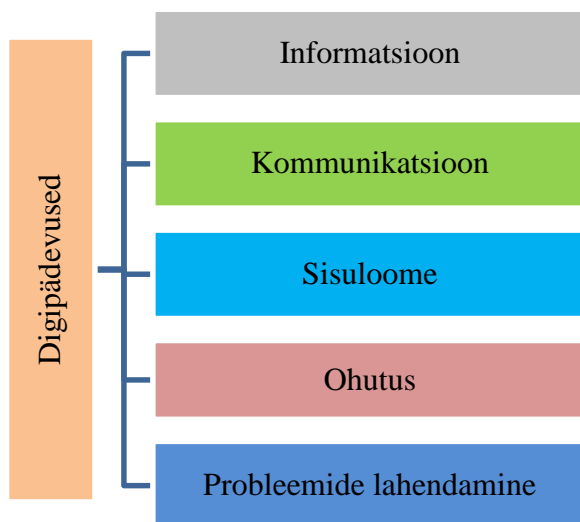 Digipädevused
Informatsioon
Kommunikatsioon
Sisuloome
Ohutus
Probleemide lahendamine